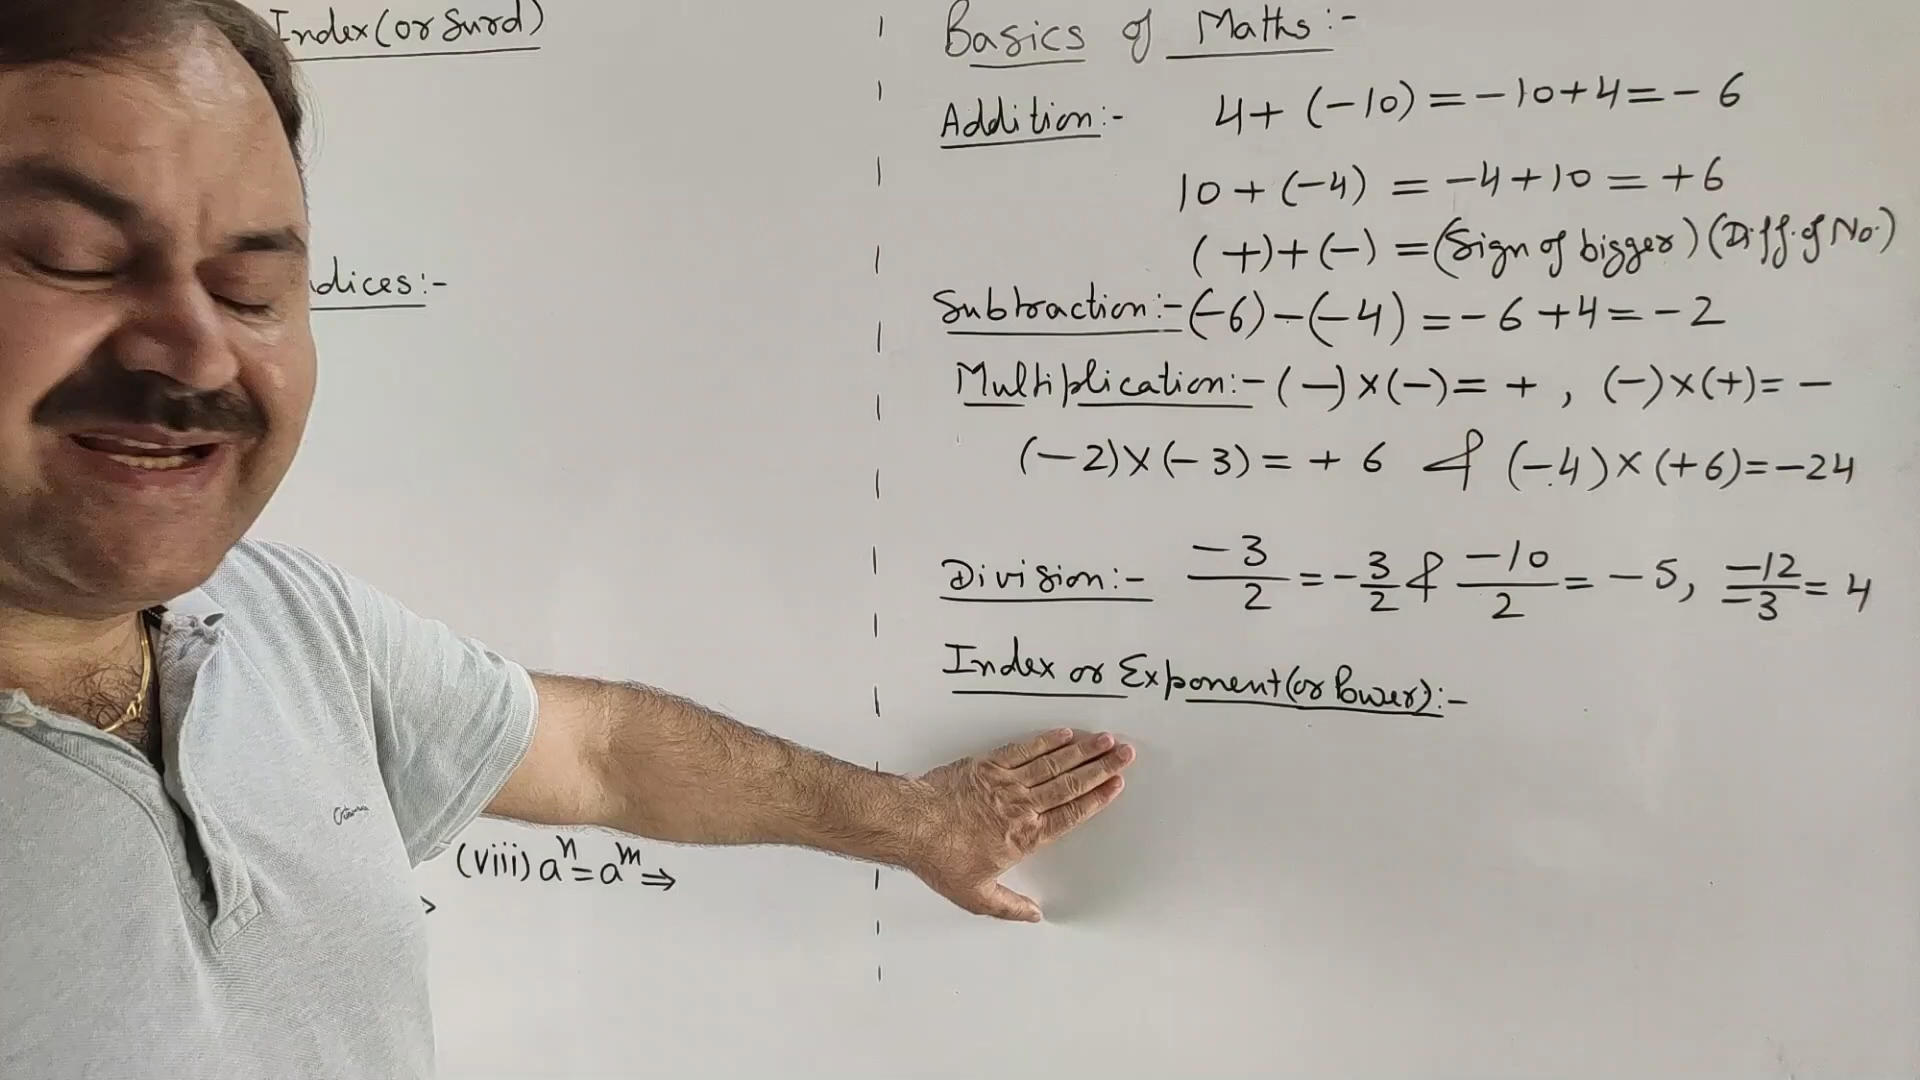 Index (or Surd)
dices:-
(viii) aⁿ = aᵐ ⇒
>
Basics of Maths:-
Addition:- 4 + (-10) = -10+4 = - 6
10 + (-4) = -4+10 = +6
(+)+(-) = (Sign of bigger) (Diff. of No.)
Subtraction:- (-6)-(-4) = - 6 +4 = - 2
Multiplication:- (-)×(-) = + , (-)×(+) = -
(-2)×(-3) = + 6 & (-4)×(+6) = -24
Division:- -3/2 = -3/2 & -10/2 = -5, -12/-3 = 4
Index or Exponent (or Power):-